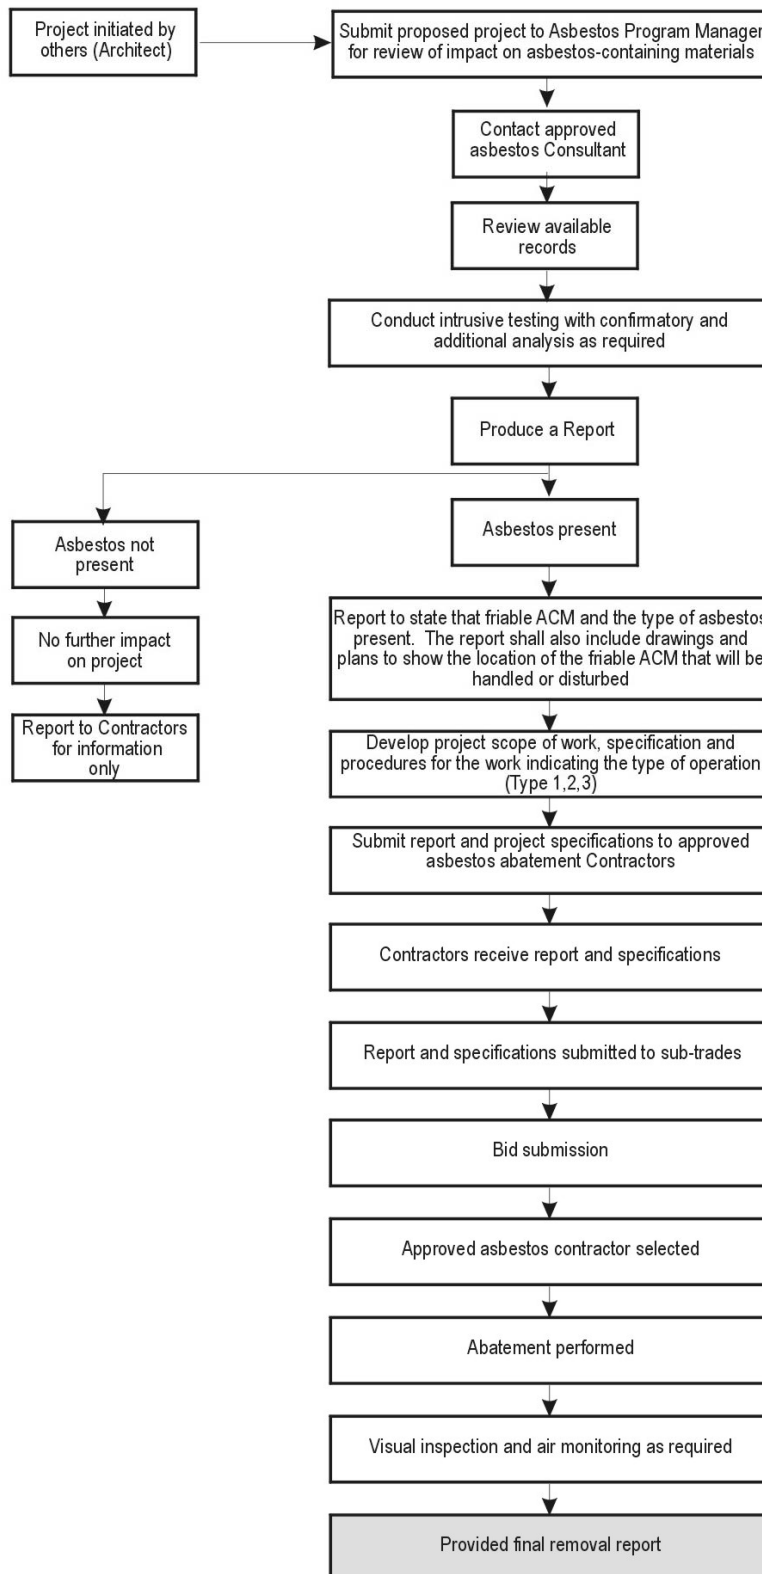 Project initiated by
others (Architect)
Submit proposed project to Asbestos Program Manager
for review of impact on asbestos-containing materials
Contact approved
asbestos Consultant
Review available
records
Conduct intrusive testing with confirmatory and
additional analysis as required
Produce a Report
Asbestos not
present
Asbestos present
No further impact
on project
Report to Contractors
for information
only
Report to state that friable ACM and the type of asbestos
present. The report shall also include drawings and
plans to show the location of the friable ACM that will be
handled or disturbed
Develop project scope of work, specification and
procedures for the work indicating the type of operation
(Type 1,2,3)
Submit report and project specifications to approved
asbestos abatement Contractors
Contractors receive report and specifications
Report and specifications submitted to sub-trades
Bid submission
Approved asbestos contractor selected
Abatement performed
Visual inspection and air monitoring as required
Provided final removal report